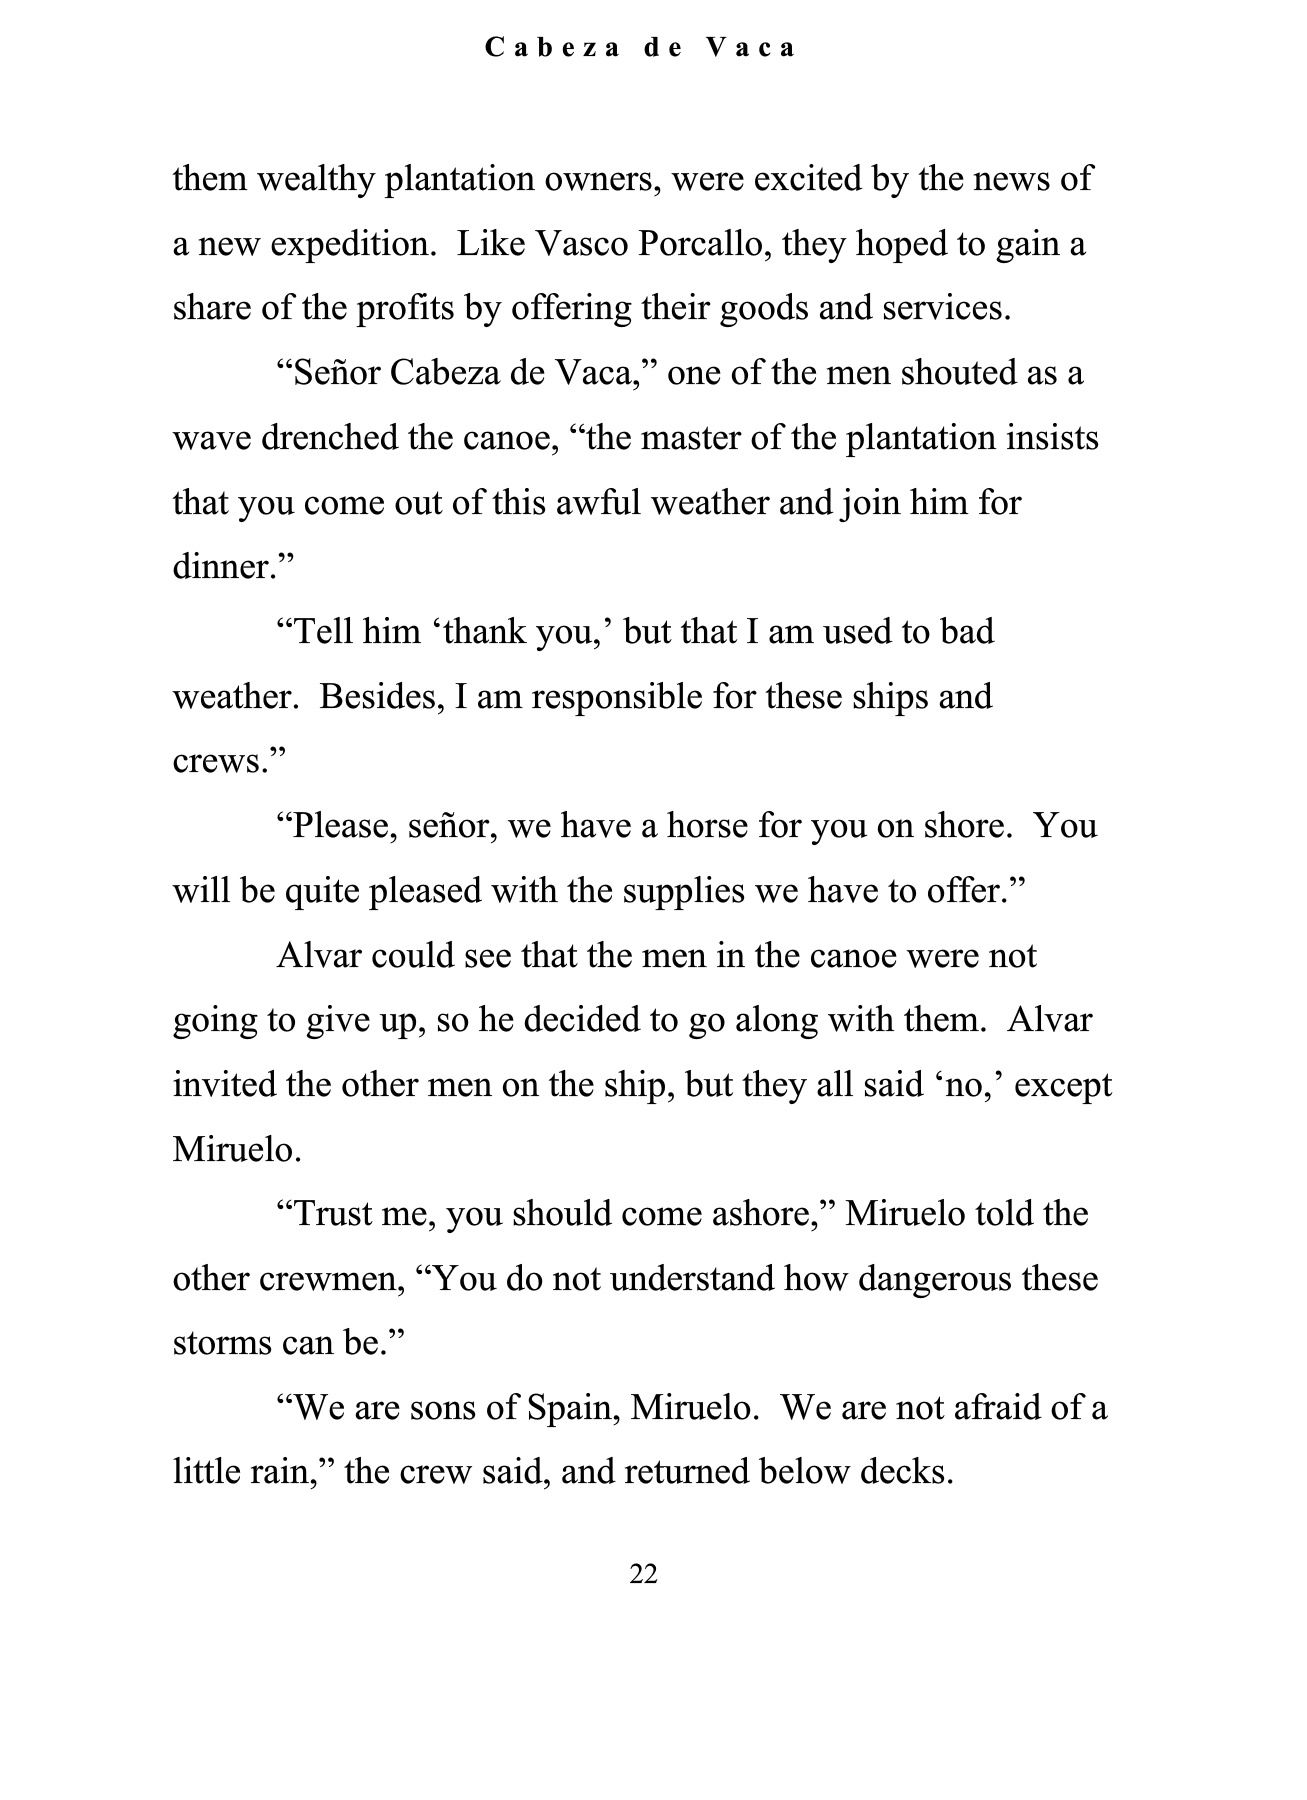 Cabeza de Vaca
them wealthy plantation owners, were excited by the news of
a new expedition.  Like Vasco Porcallo, they hoped to gain a
share of the profits by offering their goods and services.
“Señor Cabeza de Vaca,” one of the men shouted as a
wave drenched the canoe, “the master of the plantation insists
that you come out of this awful weather and join him for
dinner.”
“Tell him ‘thank you,’ but that I am used to bad
weather.  Besides, I am responsible for these ships and
crews.”
“Please, señor, we have a horse for you on shore.  You
will be quite pleased with the supplies we have to offer.”
Alvar could see that the men in the canoe were not
going to give up, so he decided to go along with them.  Alvar
invited the other men on the ship, but they all said ‘no,’ except
Miruelo.
“Trust me, you should come ashore,” Miruelo told the
other crewmen, “You do not understand how dangerous these
storms can be.”
“We are sons of Spain, Miruelo.  We are not afraid of a
little rain,” the crew said, and returned below decks.
22